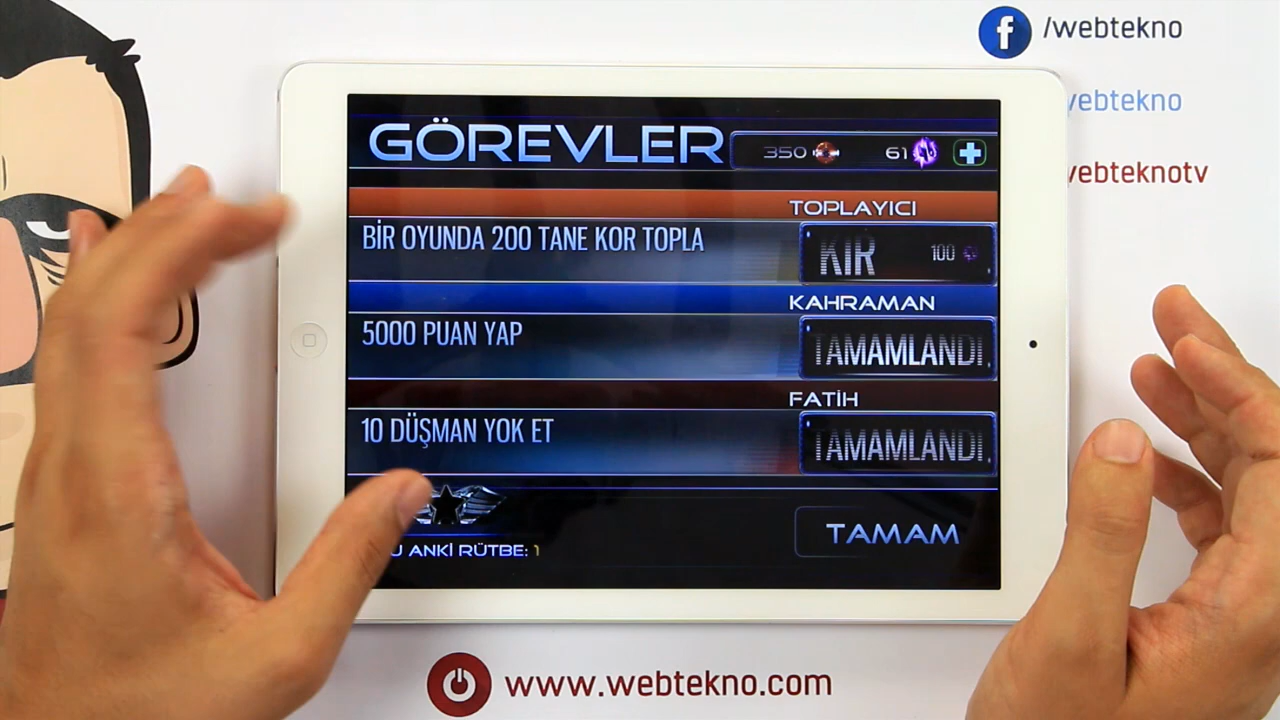 /webtekno
webtekno
webteknotv
GÖREVLER
350
61
TOPLAYICI
BİR OYUNDA 200 TANE KOR TOPLA
KIR 100
KAHRAMAN
5000 PUAN YAP
TAMAMLANDI
FATİH
10 DÜŞMAN YOK ET
TAMAMLANDI
U ANKİ RÜTBE: 1
TAMAM
www.webtekno.com